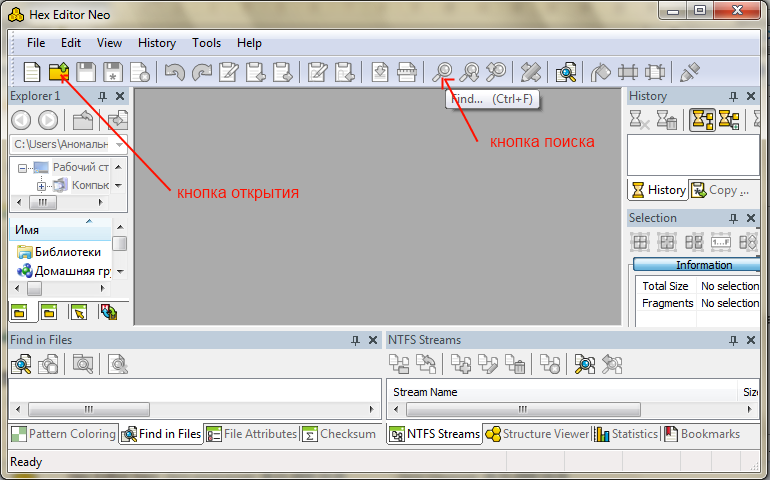 Hex Editor Neo
File Edit View History Tools Help
Explorer 1
Find... (Ctrl+F)
History
C:\Users\Аномальн
кнопка поиска
Рабочий ст
Компью
кнопка открытия
History Copy ...
Selection
Имя
1...F
Библиотеки
Information
Домашняя гру
Total Size No selection
Fragments No selection
Find in Files NTFS Streams
Stream Name Siz
Pattern Coloring Find in Files File Attributes Checksum NTFS Streams Structure Viewer Statistics Bookmarks
Ready